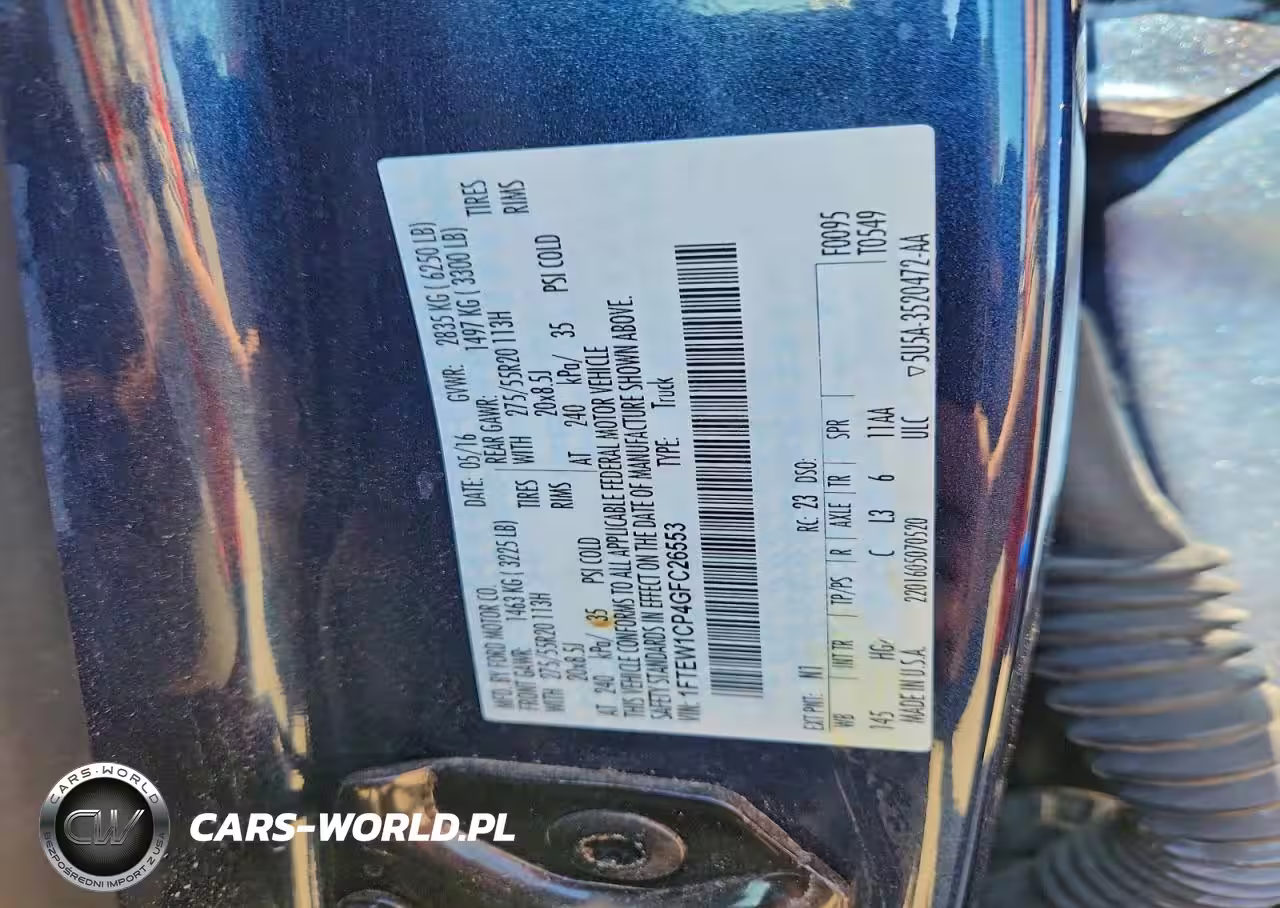 MFD. BY FORD MOTOR CO. DATE: 05/16 GVWR: 2835 KG ( 6250 LB)
FRONT GAWR: 1463 KG ( 3225 LB) REAR GAWR: 1497 KG ( 3300 LB)
WITH 275/55R20 113H TIRES WITH 275/55R20 113H TIRES
20x8.5J RIMS 20x8.5J RIMS
AT 240 kPa/ 35 PSI COLD AT 240 kPa/ 35 PSI COLD
THIS VEHICLE CONFORMS TO ALL APPLICABLE FEDERAL MOTOR VEHICLE
SAFETY STANDARDS IN EFFECT ON THE DATE OF MANUFACTURE SHOWN ABOVE.
VIN: 1FTEW1CP4GFC26553 TYPE: Truck
EXT PNT: N1 RC: 23 DSO: F0095
WB INT TR TP/PS R AXLE TR SPR T0549
145 HG C L3 6 11AA
MADE IN U.S.A. 2201605070520 ULC ▽5U5A-3520472-AA
CARS-WORLD
CW
BEZPOŚREDNI IMPORT Z USA
CARS-WORLD.PL